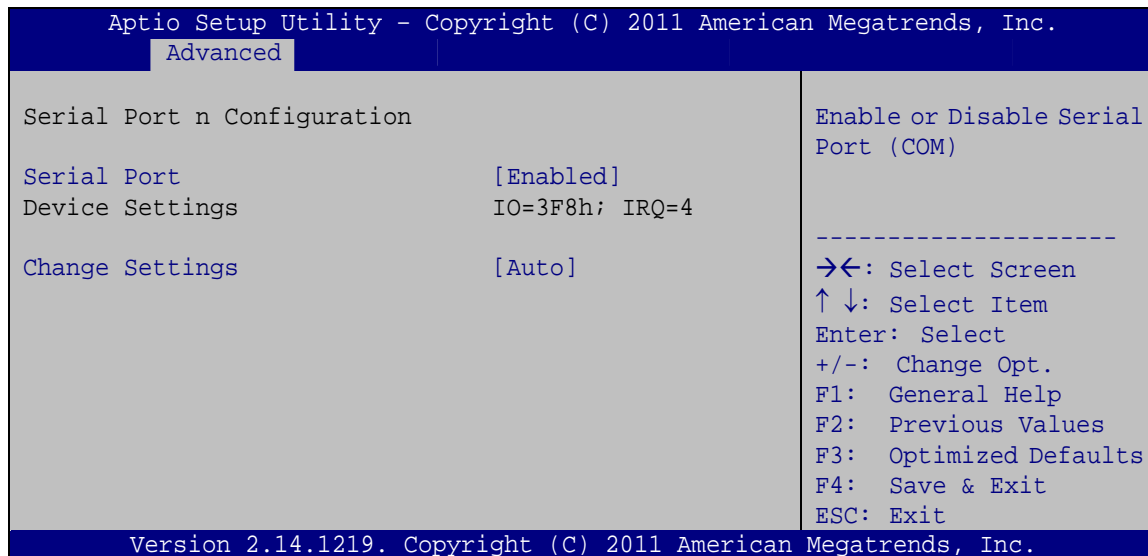 Aptio Setup Utility – Copyright (C) 2011 American Megatrends, Inc.
Advanced
Serial Port n Configuration
Serial Port [Enabled]
Device Settings IO=3F8h; IRQ=4
Change Settings [Auto]
Enable or Disable Serial
Port (COM)
---------------------
→←: Select Screen
↑ ↓: Select Item
Enter: Select
+/-: Change Opt.
F1: General Help
F2: Previous Values
F3: Optimized Defaults
F4: Save & Exit
ESC: Exit
Version 2.14.1219. Copyright (C) 2011 American Megatrends, Inc.